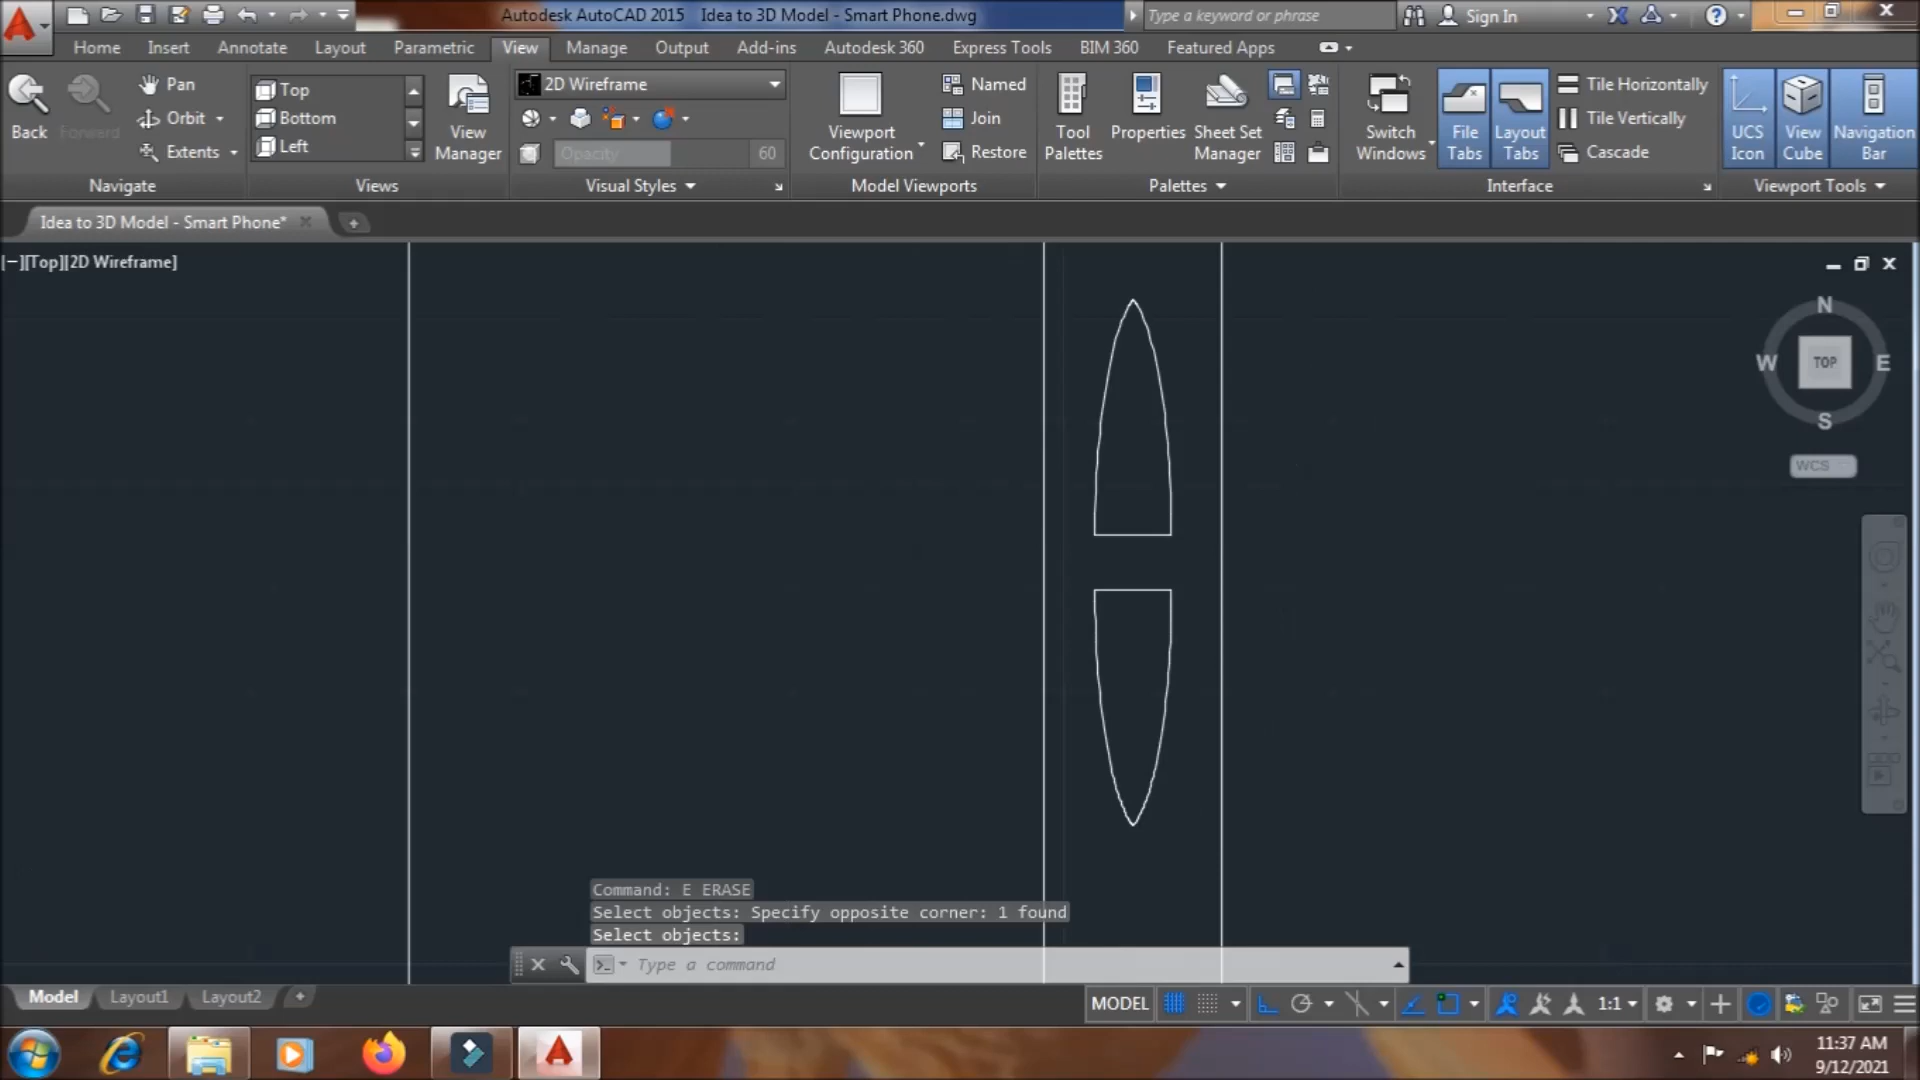 Autodesk AutoCAD 2015 Idea to 3D Model - Smart Phone.dwg
Type a keyword or phrase
Sign In
Home Insert Annotate Layout Parametric View Manage Output Add-ins Autodesk 360 Express Tools BIM 360 Featured Apps
Back
Forward
Pan
Orbit
Extents
Navigate
Top
Bottom
Left
View Manager
Views
2D Wireframe
Opacity 60
Visual Styles
Viewport Configuration
Named
Join
Restore
Model Viewports
Tool Palettes
Properties
Sheet Set Manager
Palettes
Switch Windows
File Tabs
Layout Tabs
Tile Horizontally
Tile Vertically
Cascade
Interface
UCS Icon
View Cube
Navigation Bar
Viewport Tools
Idea to 3D Model - Smart Phone*
[−][Top][2D Wireframe]
N
W TOP E
S
WCS
Command: E ERASE
Select objects: Specify opposite corner: 1 found
Select objects:
Type a command
Model Layout1 Layout2
MODEL 1:1
11:37 AM
9/12/2021